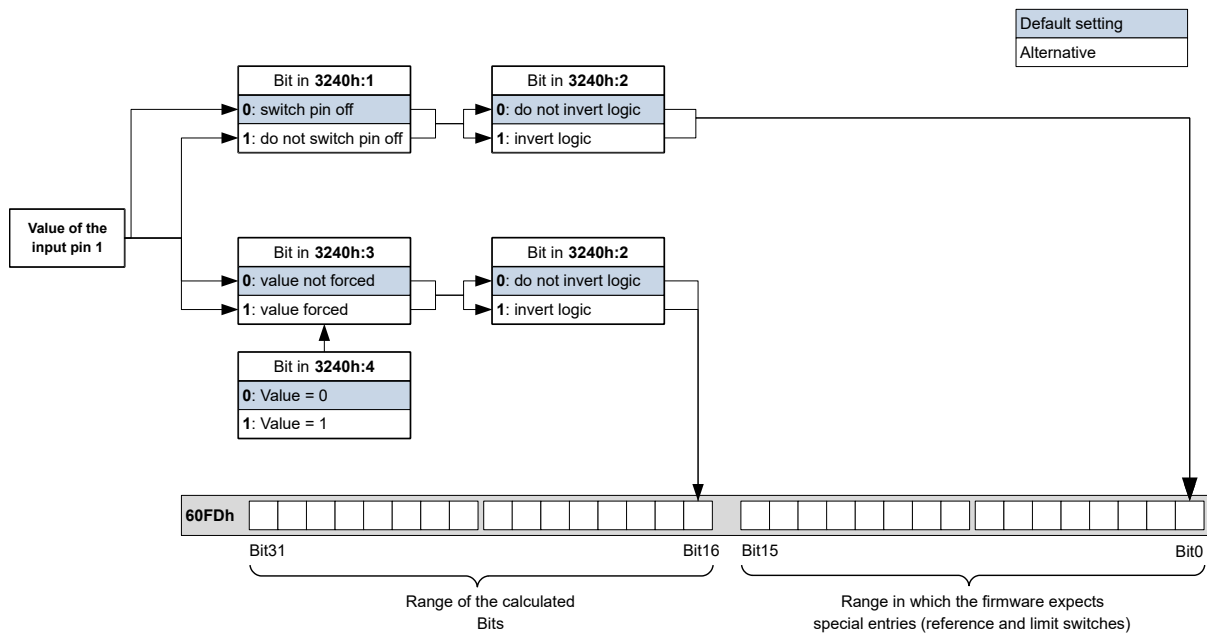 Default setting
Alternative
Bit in 3240h:1
0: switch pin off
1: do not switch pin off
Bit in 3240h:2
0: do not invert logic
1: invert logic
Value of the
input pin 1
Bit in 3240h:3
0: value not forced
1: value forced
Bit in 3240h:2
0: do not invert logic
1: invert logic
Bit in 3240h:4
0: Value = 0
1: Value = 1
60FDh
Bit31
Bit16
Bit15
Bit0
Range of the calculated
Bits
Range in which the firmware expects
special entries (reference and limit switches)